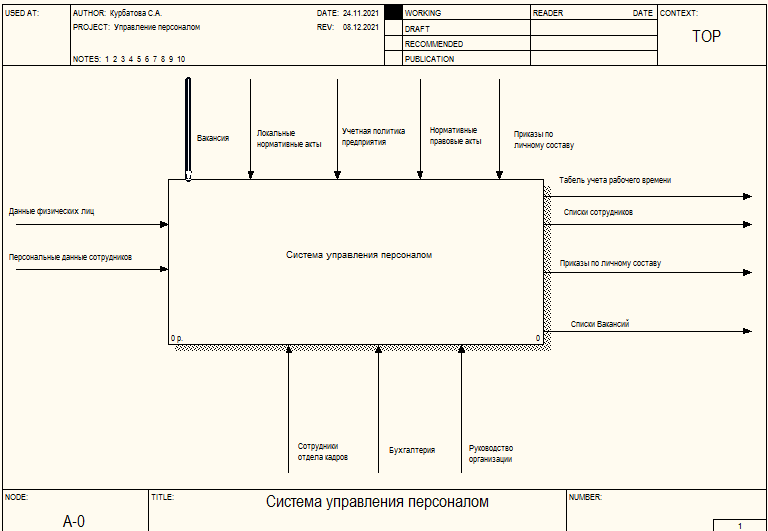 USED AT:
AUTHOR: Курбатова С.А.
DATE: 24.11.2021
WORKING
READER
DATE
CONTEXT:
PROJECT: Управление персоналом
REV: 08.12.2021
DRAFT
TOP
RECOMMENDED
NOTES: 1 2 3 4 5 6 7 8 9 10
PUBLICATION
Вакансия
Локальные
нормативные акты
Учетная политика
предприятия
Нормативные
правовые акты
Приказы по
личному составу
Табель учета рабочего времени
Данные физических лиц
Списки сотрудников
Система управления персоналом
Персональные данные сотрудников
Приказы по личному составу
Списки Вакансий
0 р.
0
Сотрудники
отдела кадров
Бухгалтерия
Руководство
организации
NODE:
TITLE:
NUMBER:
A-0
Система управления персоналом
1